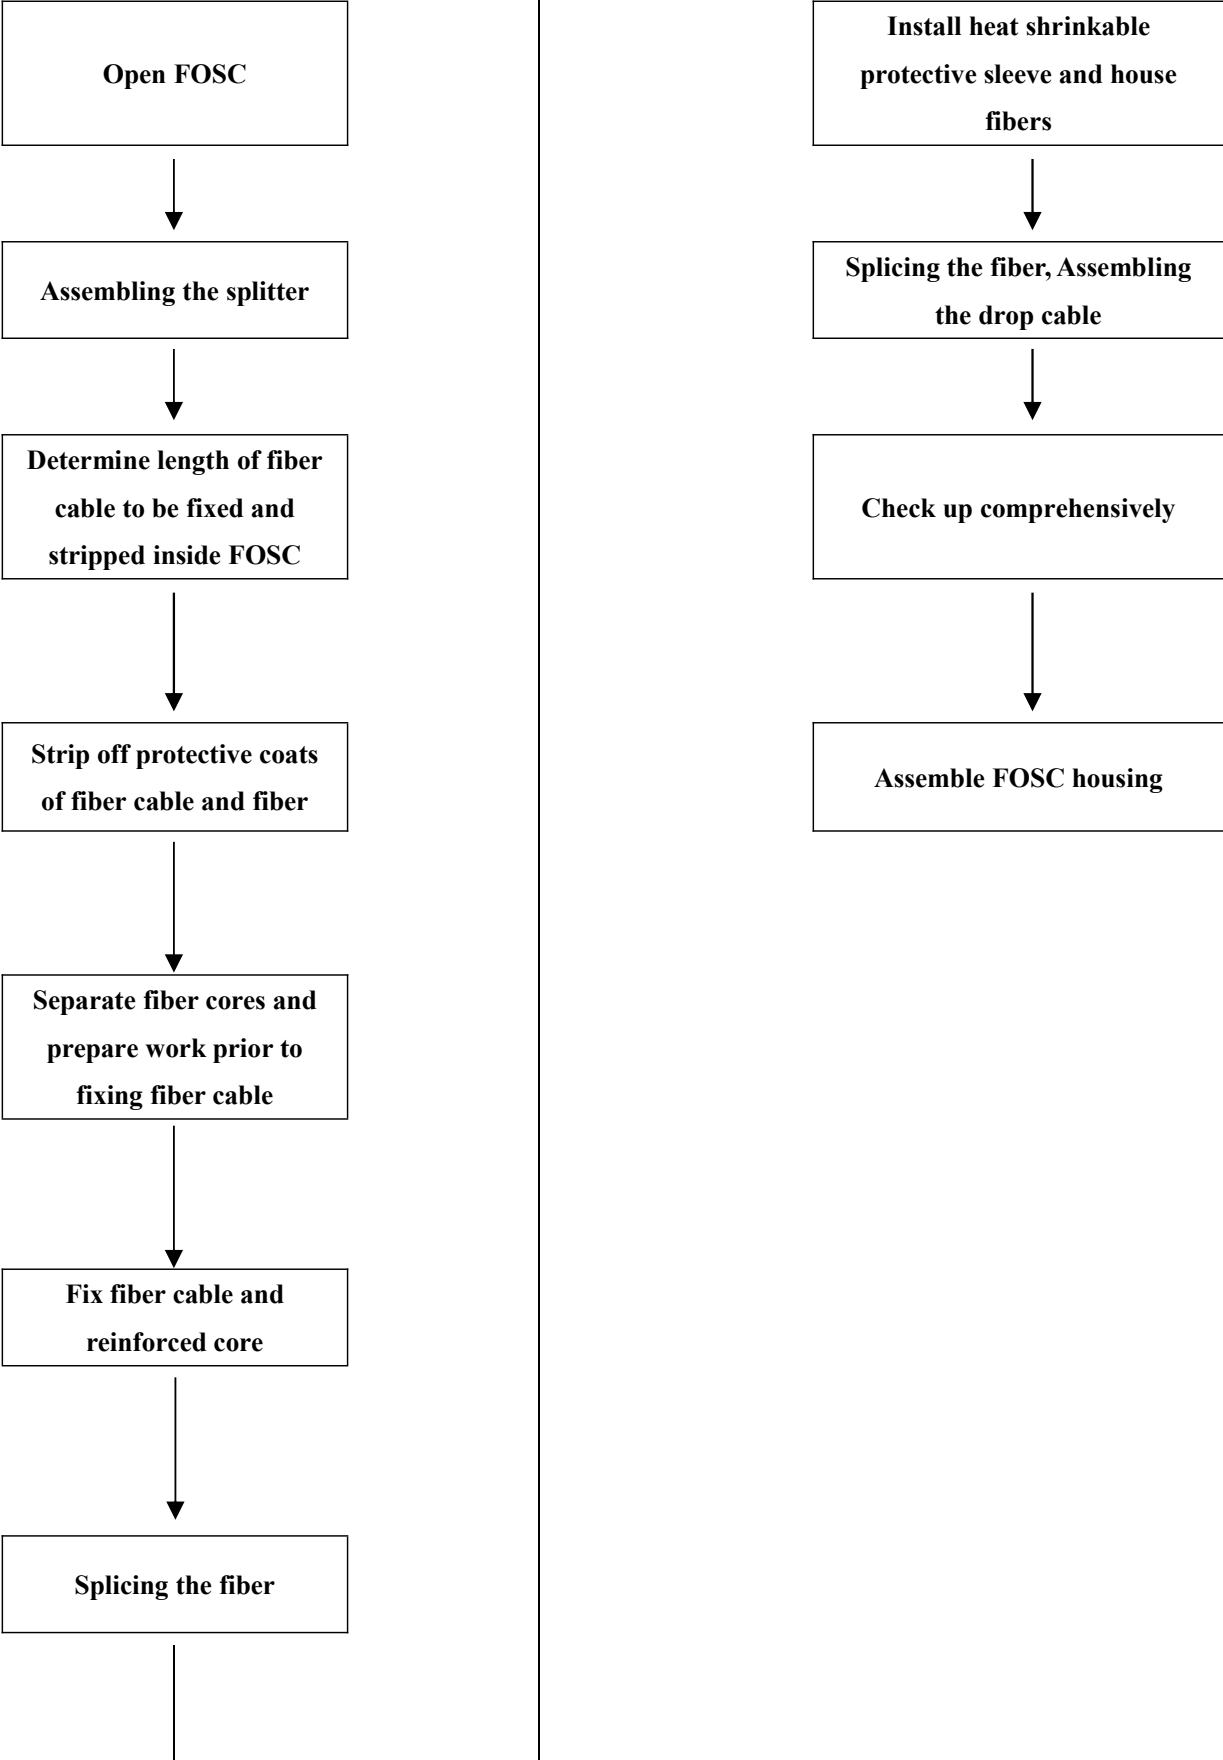 Open FOSC
Assembling the splitter
Determine length of fiber
cable to be fixed and
stripped inside FOSC
Strip off protective coats
of fiber cable and fiber
Separate fiber cores and
prepare work prior to
fixing fiber cable
Fix fiber cable and
reinforced core
Splicing the fiber
Install heat shrinkable
protective sleeve and house
fibers
Splicing the fiber, Assembling
the drop cable
Check up comprehensively
Assemble FOSC housing